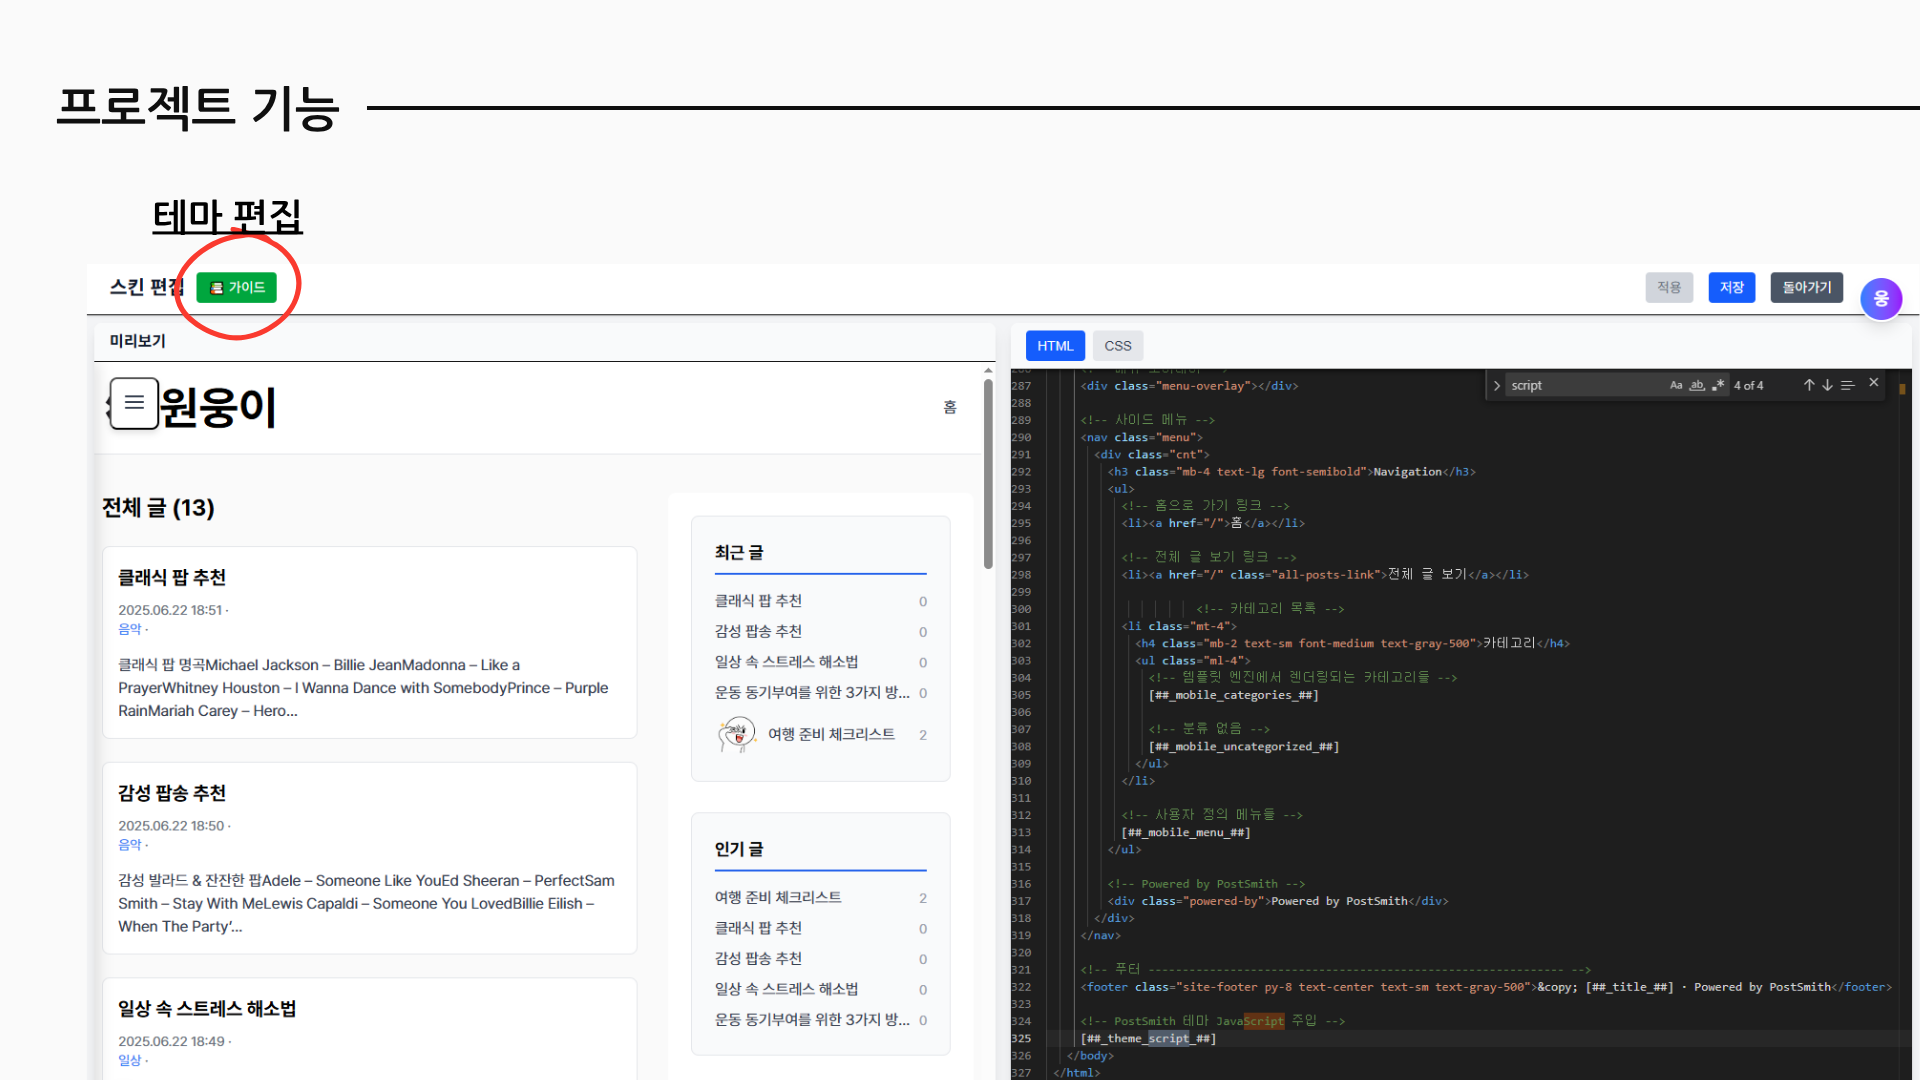 프로젝트 기능
테마 편집
스킨 편집
가이드
적용
저장
돌아가기
웅
미리보기
원웅이
홈
전체 글 (13)
클래식 팝 추천
2025.06.22 18:51 ·
음악 ·
클래식 팝 명곡Michael Jackson – Billie JeanMadonna – Like a
PrayerWhitney Houston – I Wanna Dance with SomebodyPrince – Purple
RainMariah Carey – Hero...
감성 팝송 추천
2025.06.22 18:50 ·
음악 ·
감성 발라드 & 잔잔한 팝Adele – Someone Like YouEd Sheeran – PerfectSam
Smith – Stay With MeLewis Capaldi – Someone You LovedBillie Eilish –
When The Party'...
일상 속 스트레스 해소법
2025.06.22 18:49 ·
일상 ·
최근 글
클래식 팝 추천 0
감성 팝송 추천 0
일상 속 스트레스 해소법 0
운동 동기부여를 위한 3가지 방... 0
여행 준비 체크리스트 2
인기 글
여행 준비 체크리스트 2
클래식 팝 추천 0
감성 팝송 추천 0
일상 속 스트레스 해소법 0
운동 동기부여를 위한 3가지 방... 0
HTML CSS
script Aa ab .* 4 of 4
287 <div class="menu-overlay"></div>
288
289 <!-- 사이드 메뉴 -->
290 <nav class="menu">
291 <div class="cnt">
292 <h3 class="mb-4 text-lg font-semibold">Navigation</h3>
293 <ul>
294 <!-- 홈으로 가기 링크 -->
295 <li><a href="/">홈</a></li>
296
297 <!-- 전체 글 보기 링크 -->
298 <li><a href="/" class="all-posts-link">전체 글 보기</a></li>
299
300 <!-- 카테고리 목록 -->
301 <li class="mt-4">
302 <h4 class="mb-2 text-sm font-medium text-gray-500">카테고리</h4>
303 <ul class="ml-4">
304 <!-- 템플릿 엔진에서 렌더링되는 카테고리들 -->
305 [##_mobile_categories_##]
306
307 <!-- 분류 없음 -->
308 [##_mobile_uncategorized_##]
309 </ul>
310 </li>
311
312 <!-- 사용자 정의 메뉴들 -->
313 [##_mobile_menu_##]
314 </ul>
315
316 <!-- Powered by PostSmith -->
317 <div class="powered-by">Powered by PostSmith</div>
318 </div>
319 </nav>
320
321 <!-- 푸터 ------------------------------------------------------------- -->
322 <footer class="site-footer py-8 text-center text-sm text-gray-500">&copy; [##_title_##] · Powered by PostSmith</footer>
323
324 <!-- PostSmith 테마 JavaScript 주입 -->
325 [##_theme_script_##]
326 </body>
327 </html>